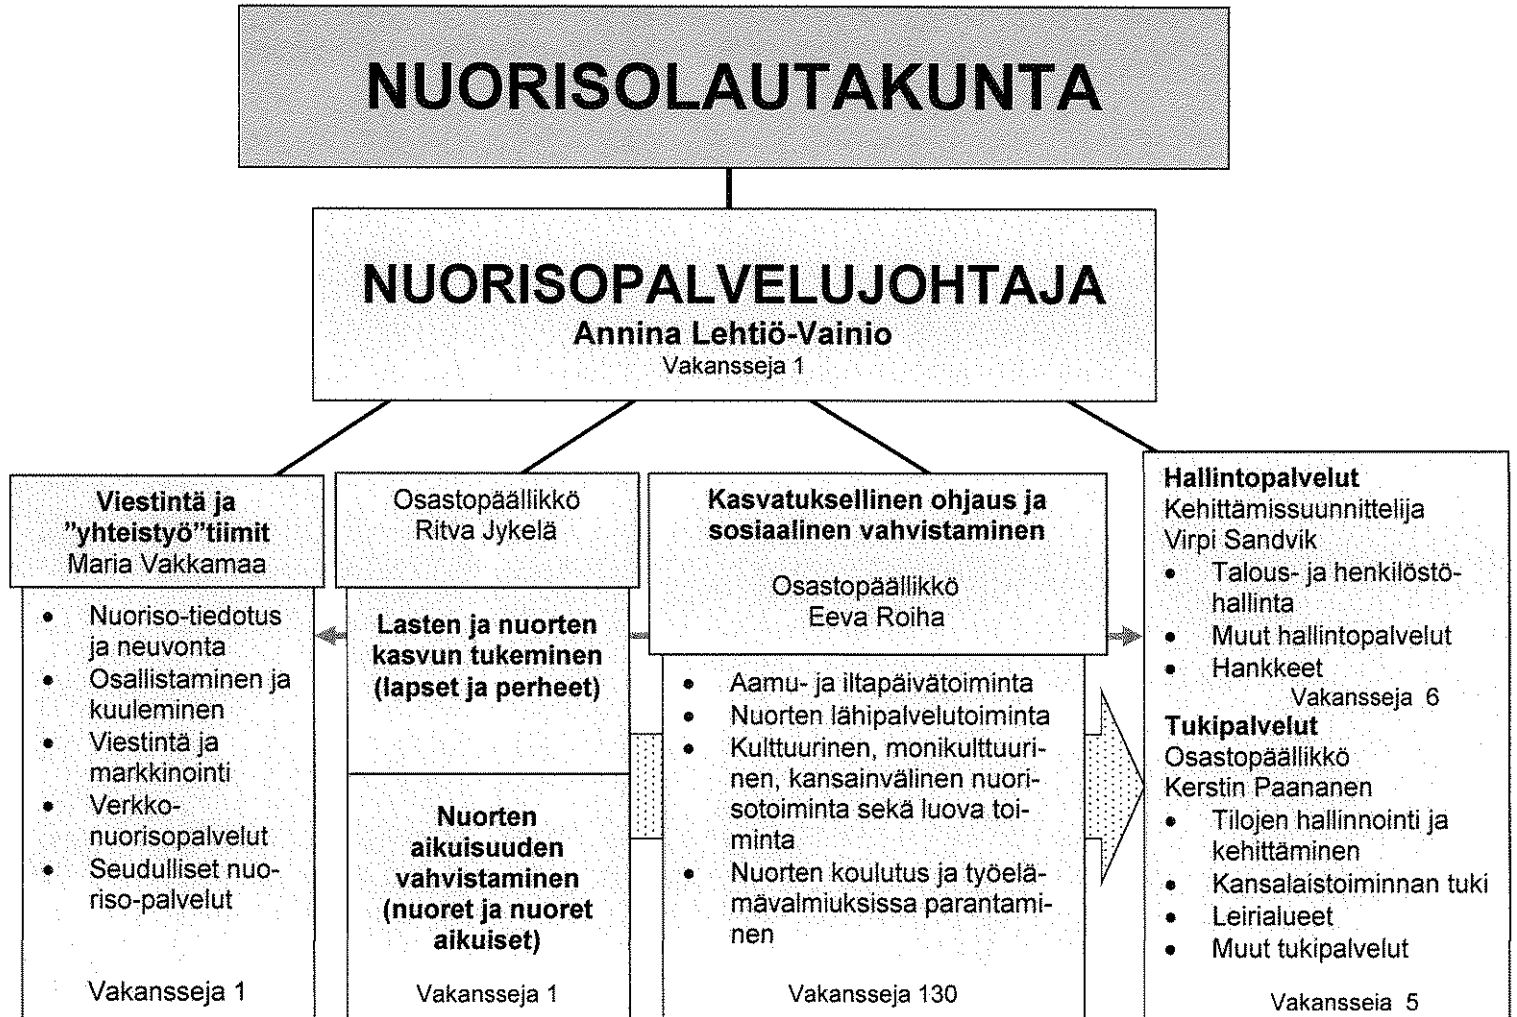 NUORISOLAUTAKUNTA
NUORISOPALVELUJOHTAJA
Annina Lehtiö-Vainio
Vakansseja 1
Viestintä ja
”yhteistyö”tiimit
Maria Vakkamaa
• Nuoriso-tiedotus
ja neuvonta
• Osallistaminen ja
kuuleminen
• Viestintä ja
markkinointi
• Verkko-
nuorisopalvelut
• Seudulliset nuo-
riso-palvelut
Vakansseja 1
Osastopäällikkö
Ritva Jykelä
Lasten ja nuorten
kasvun tukeminen
(lapset ja perheet)
Nuorten
aikuisuuden
vahvistaminen
(nuoret ja nuoret
aikuiset)
Vakansseja 1
Kasvatuksellinen ohjaus ja
sosiaalinen vahvistaminen
Osastopäällikkö
Eeva Roiha
• Aamu- ja iltapäivätoiminta
• Nuorten lähipalvelutoiminta
• Kulttuurinen, monikulttuuri-
nen, kansainvälinen nuori-
sotoiminta sekä luova toi-
minta
• Nuorten koulutus ja työelä-
mävalmiuksissa parantami-
nen
Vakansseja 130
Hallintopalvelut
Kehittämissuunnittelija
Virpi Sandvik
• Talous- ja henkilöstö-
hallinta
• Muut hallintopalvelut
• Hankkeet
Vakansseja 6
Tukipalvelut
Osastopäällikkö
Kerstin Paananen
• Tilojen hallinnointi ja
kehittäminen
• Kansalaistoiminnan tuki
• Leirialueet
• Muut tukipalvelut
Vakansseja 5